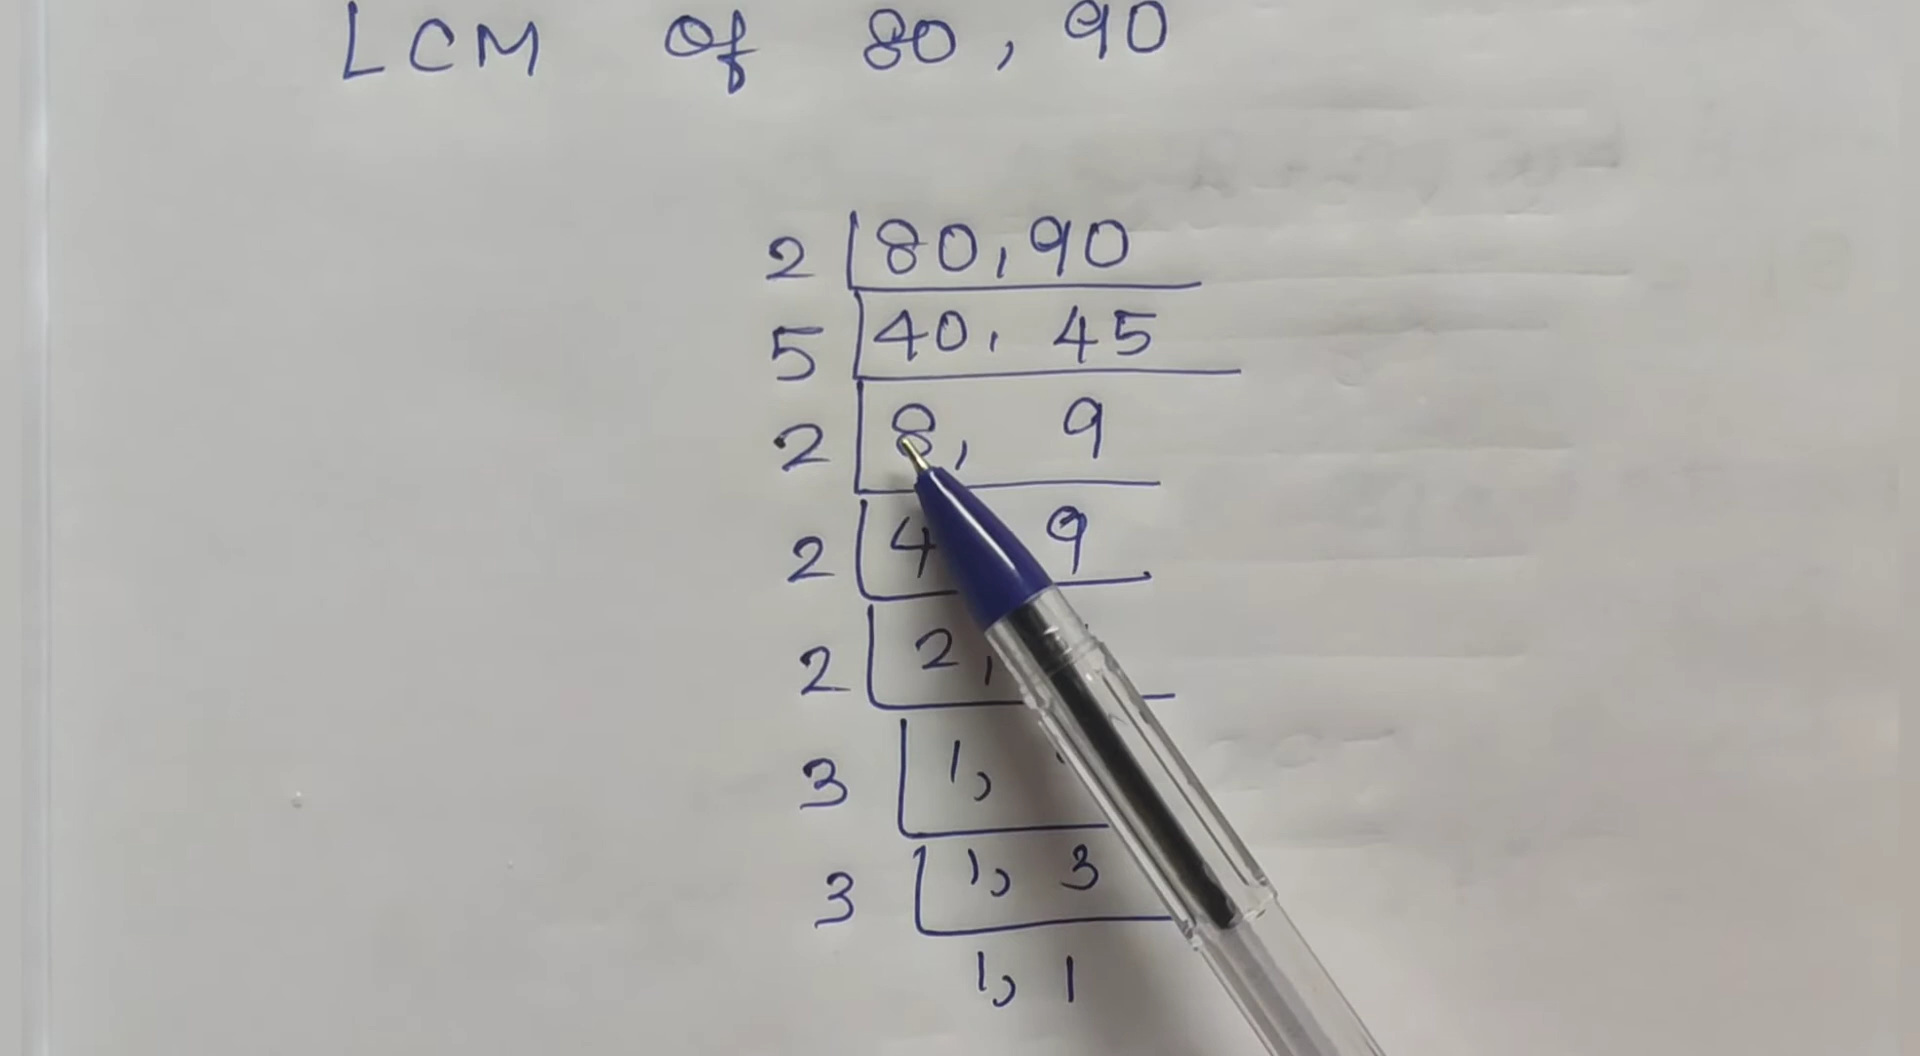 LCM of 80, 90
2 80, 90
5 40, 45
2 8, 9
2 4 9
2 2,
3 1,
3 1, 3
1, 1